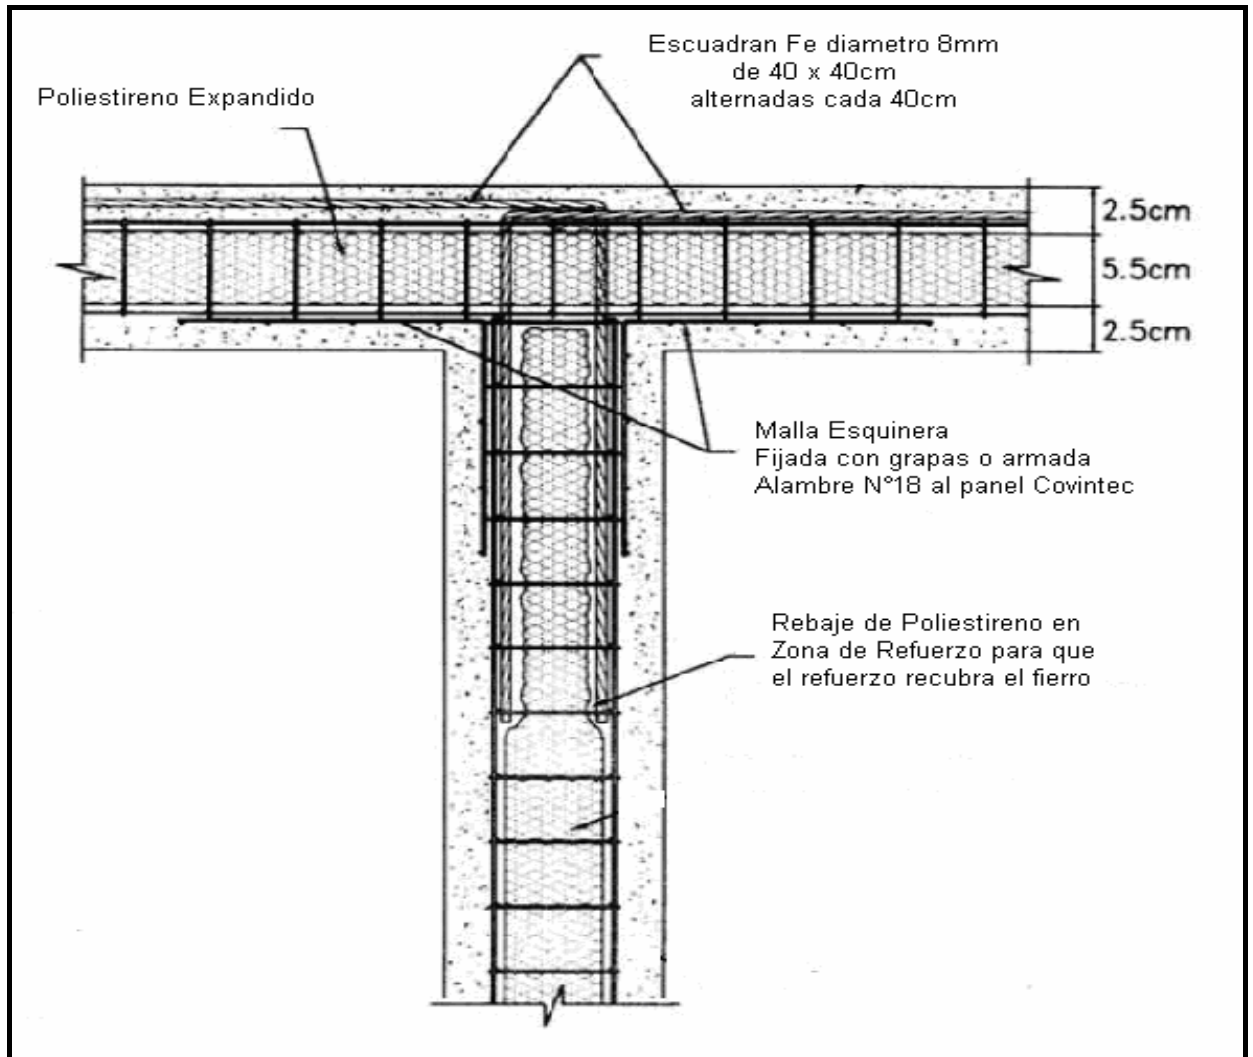 Escuadran Fe diametro 8mm
de 40 x 40cm
alternadas cada 40cm
Poliestireno Expandido
2.5cm
5.5cm
2.5cm
Malla Esquinera
Fijada con grapas o armada
Alambre N°18 al panel Covintec
Rebaje de Poliestireno en
Zona de Refuerzo para que
el refuerzo recubra el fierro